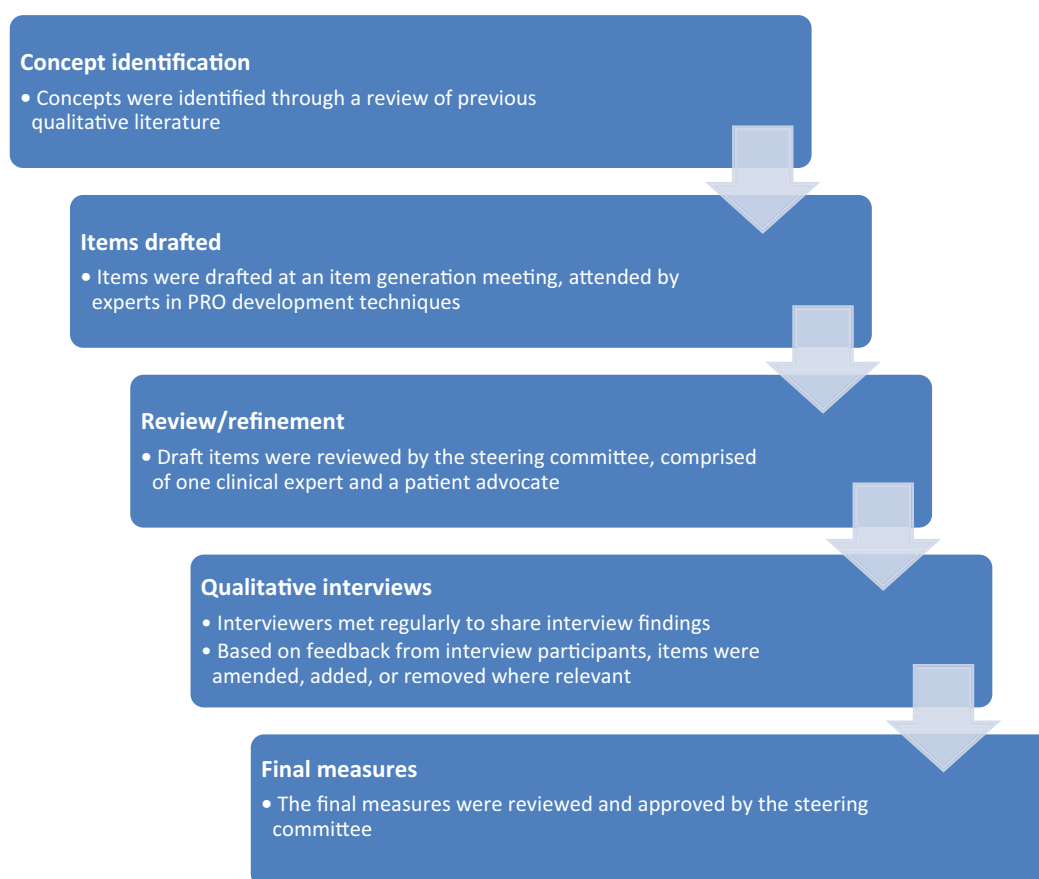 Concept identification
• Concepts were identified through a review of previous
qualitative literature
Items drafted
• Items were drafted at an item generation meeting, attended by
experts in PRO development techniques
Review/refinement
• Draft items were reviewed by the steering committee, comprised
of one clinical expert and a patient advocate
Qualitative interviews
• Interviewers met regularly to share interview findings
• Based on feedback from interview participants, items were
amended, added, or removed where relevant
Final measures
• The final measures were reviewed and approved by the steering
committee